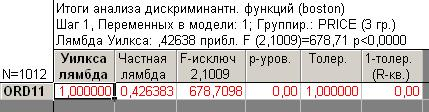 Итоги анализа дискриминантн. функций (boston)
Шаг 1, Переменных в модели: 1; Группир.: PRICE (3 гр.)
Лямбда Уилкса: ,42638 прибл. F (2,1009)=678,71 p<0,0000
N=1012 Уилкса лямбда Частная лямбда F-исключ 2,1009 p-уров. Толер. 1-толер. (R-кв.)
ORD11 1,000000 0,426383 678,7098 0,00 1,000000 0,00